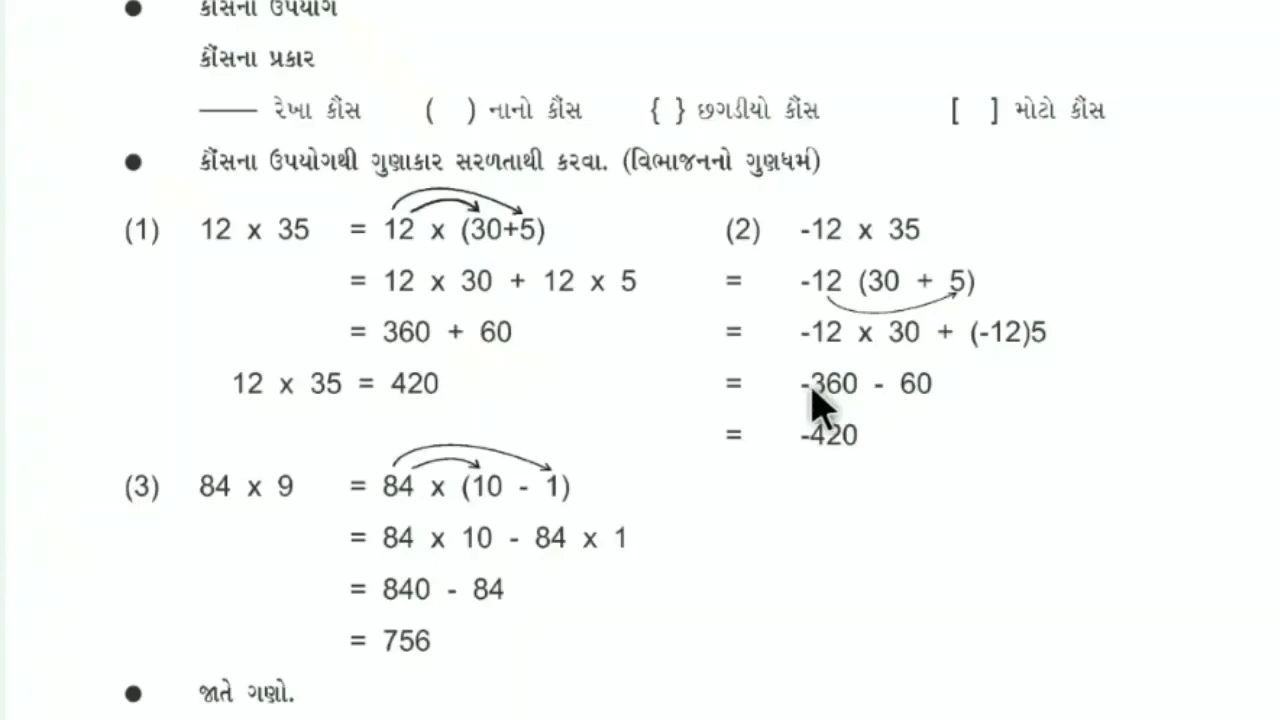 ● કૌંસનો ઉપયોગ
કૌંસના પ્રકાર
—— રેખા કૌંસ ( ) નાનો કૌંસ { } છગડીયો કૌંસ [ ] મોટો કૌંસ
● કૌંસના ઉપયોગથી ગુણાકાર સરળતાથી કરવા. (વિભાજનનો ગુણધર્મ)
(1) 12 x 35 = 12 x (30+5)
= 12 x 30 + 12 x 5
= 360 + 60
12 x 35 = 420
(2) -12 x 35
= -12 (30 + 5)
= -12 x 30 + (-12)5
= -360 - 60
= -420
(3) 84 x 9 = 84 x (10 - 1)
= 84 x 10 - 84 x 1
= 840 - 84
= 756
● જાતે ગણો.